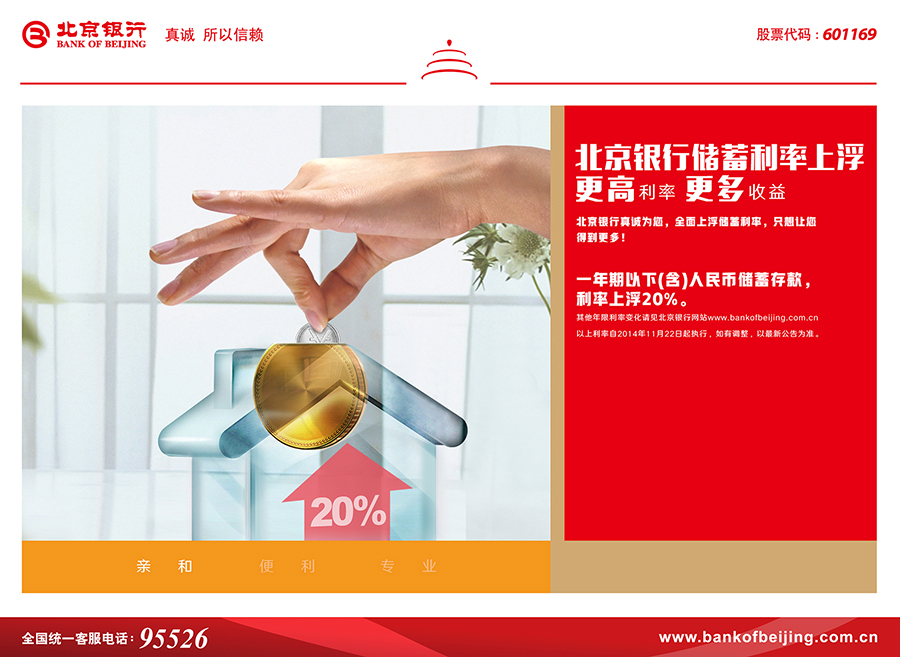 北京银行
BANK OF BEIJING
真诚 所以信赖
股票代码：601169
北京银行储蓄利率上浮
更高利率 更多收益
北京银行真诚为您，全面上浮储蓄利率，只想让您
得到更多！
一年期以下(含)人民币储蓄存款，
利率上浮20%。
其他年限利率变化请见北京银行网站www.bankofbeijing.com.cn
以上利率自2014年11月22日起执行，如有调整，以最新公告为准。
20%
亲和 便利 专业
全国统一客服电话：95526
www.bankofbeijing.com.cn